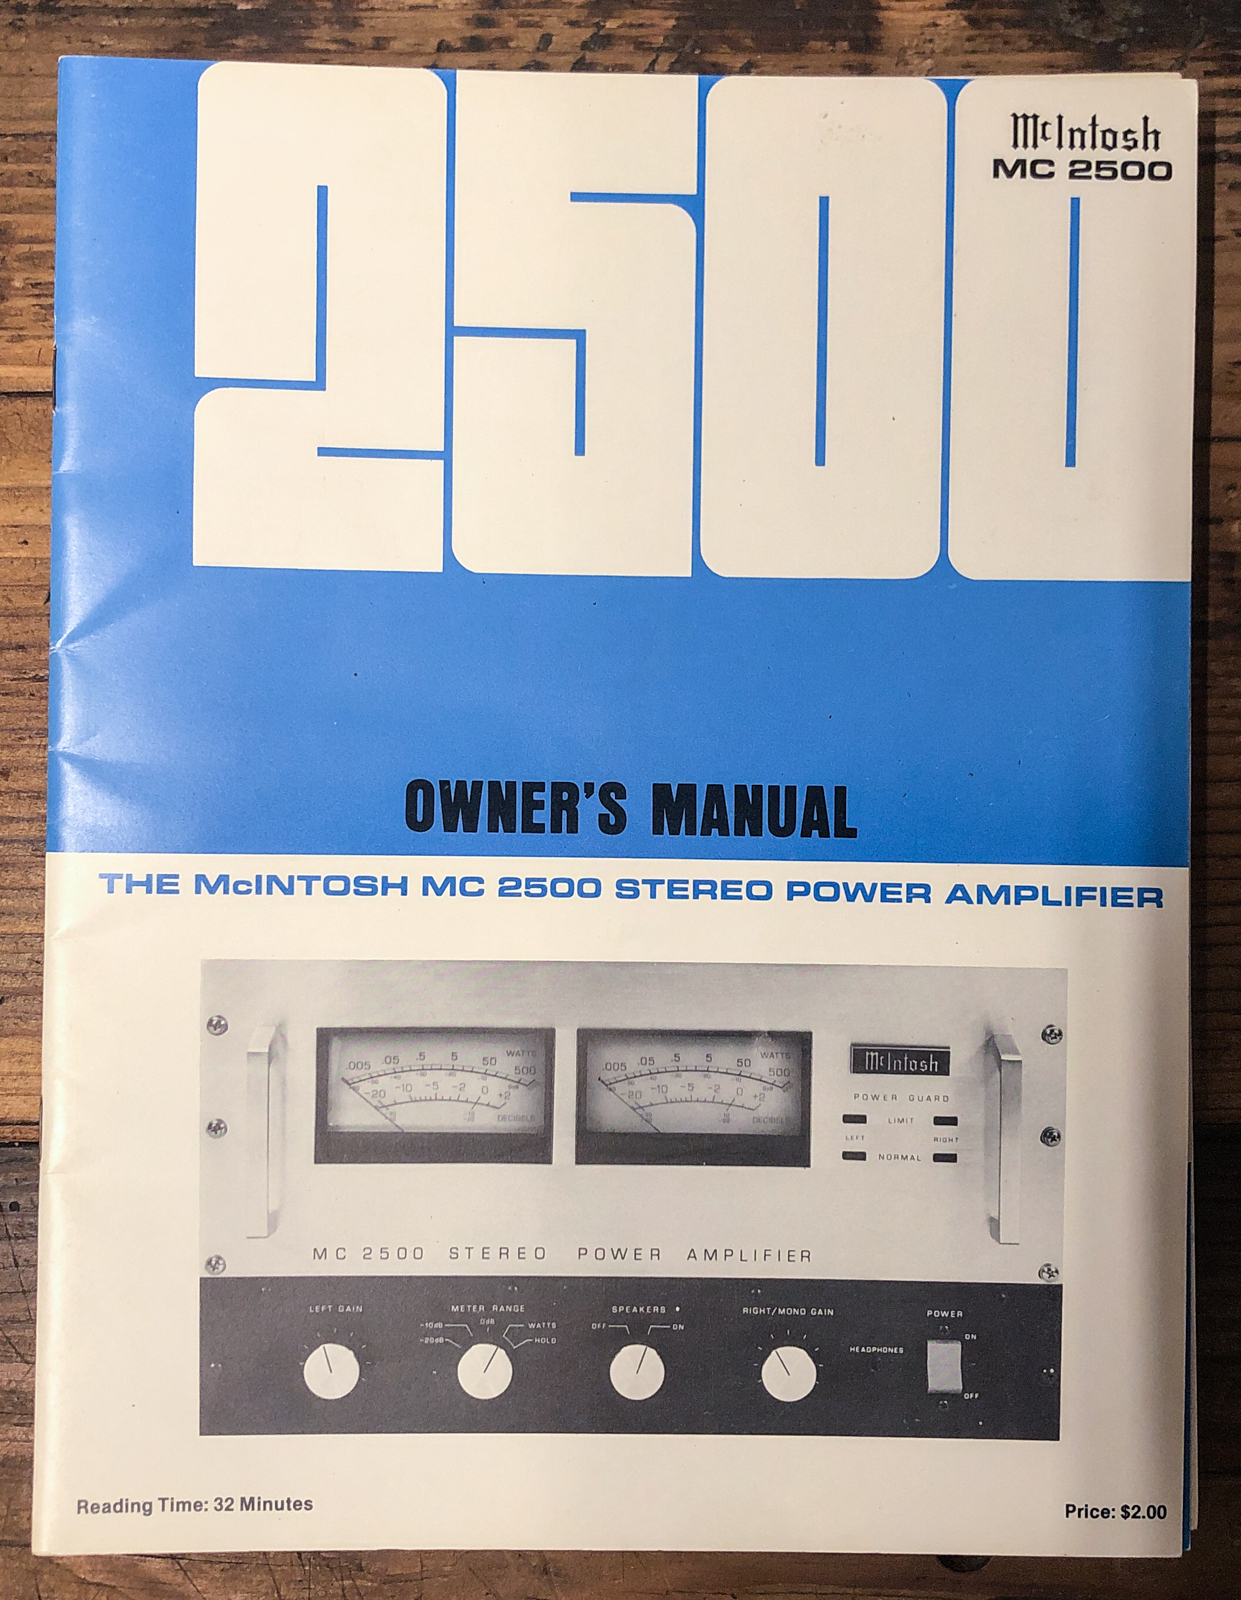 2500
McIntosh
MC 2500
OWNER'S MANUAL
THE McINTOSH MC 2500 STEREO POWER AMPLIFIER
.005 .05 .5 5 50 500 WATTS
-20 -10 -5 -2 0 +2
DECIBELS
.005 .05 .5 5 50 500 WATTS
-20 -10 -5 -2 0 +2
DECIBELS
McIntosh
POWER GUARD
LIMIT
LEFT RIGHT
NORMAL
MC 2500 STEREO POWER AMPLIFIER
LEFT GAIN METER RANGE SPEAKERS RIGHT/MONO GAIN POWER
-20dB -10dB 0dB WATTS HOLD
OFF ON
HEADPHONES
ON
OFF
Reading Time: 32 Minutes
Price: $2.00